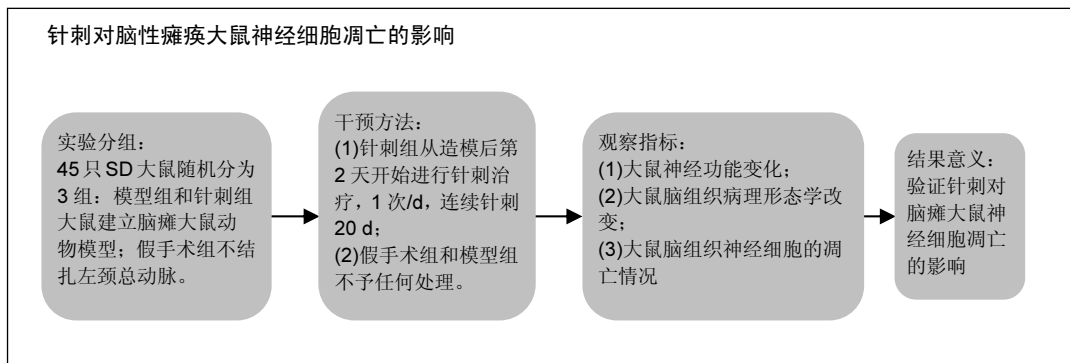 针刺对脑性瘫痪大鼠神经细胞凋亡的影响
实验分组：
45只SD大鼠随机分为
3组：模型组和针刺组
大鼠建立脑瘫大鼠动
物模型；假手术组不结
扎左颈总动脉。
干预方法：
(1)针刺组从造模后第
2天开始进行针刺治
疗，1次/d，连续针刺
20 d；
(2)假手术组和模型组
不予任何处理。
观察指标：
(1)大鼠神经功能变化；
(2)大鼠脑组织病理形态学改
变；
(3)大鼠脑组织神经细胞的凋
亡情况
结果意义：
验证针刺对
脑瘫大鼠神
经细胞凋亡
的影响